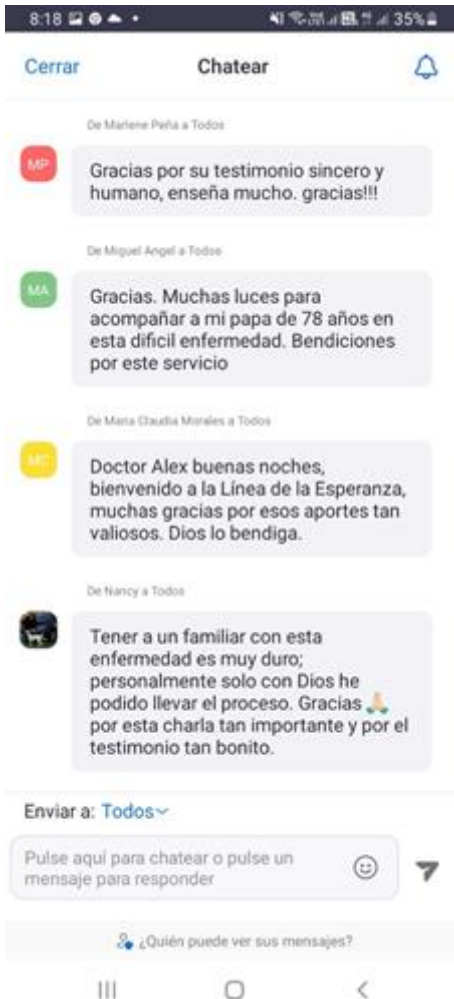 8:18 35%
Cerrar Chatear
De Marlene Peña a Todos
MP
Gracias por su testimonio sincero y
humano, enseña mucho. gracias!!!
De Miguel Angel a Todos
MA
Gracias. Muchas luces para
acompañar a mi papa de 78 años en
esta dificil enfermedad. Bendiciones
por este servicio
De Maria Claudia Morales a Todos
MC
Doctor Alex buenas noches,
bienvenido a la Línea de la Esperanza,
muchas gracias por esos aportes tan
valiosos. Dios lo bendiga.
De Nancy a Todos
Tener a un familiar con esta
enfermedad es muy duro;
personalmente solo con Dios he
podido llevar el proceso. Gracias 🙏🏼
por esta charla tan importante y por el
testimonio tan bonito.
Enviar a: Todos
Pulse aquí para chatear o pulse un
mensaje para responder
¿Quién puede ver sus mensajes?